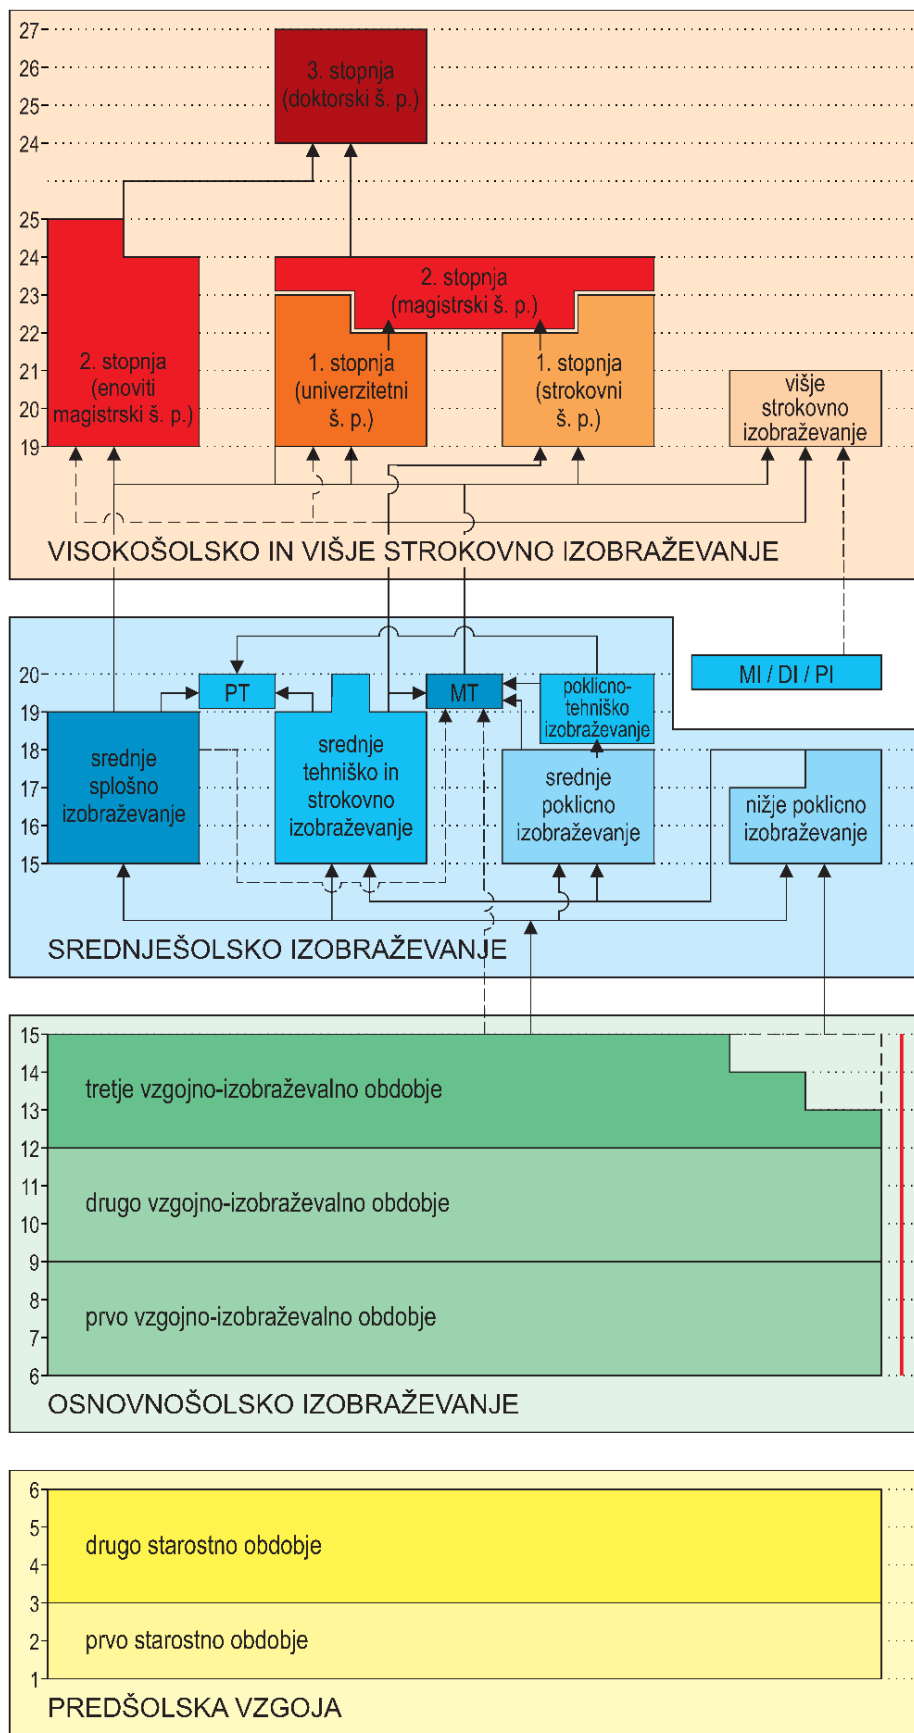 27
26
25
24
3. stopnja
(doktorski š. p.)
25
24
23
22
21
20
19
2. stopnja
(enoviti
magistrski š. p.)
2. stopnja
(magistrski š. p.)
1. stopnja
(univerzitetni
š. p.)
1. stopnja
(strokovni
š. p.)
višje
strokovno
izobraževanje
VISOKOŠOLSKO IN VIŠJE STROKOVNO IZOBRAŽEVANJE
20
19
18
17
16
15
PT
MT
poklicno-
tehniško
izobraževanje
MI / DI / PI
srednje
splošno
izobraževanje
srednje
tehniško in
strokovno
izobraževanje
srednje
poklicno
izobraževanje
nižje poklicno
izobraževanje
SREDNJEŠOLSKO IZOBRAŽEVANJE
15
14
13
12
11
10
9
8
7
6
tretje vzgojno-izobraževalno obdobje
drugo vzgojno-izobraževalno obdobje
prvo vzgojno-izobraževalno obdobje
OSNOVNOŠOLSKO IZOBRAŽEVANJE
6
5
4
3
2
1
drugo starostno obdobje
prvo starostno obdobje
PREDŠOLSKA VZGOJA